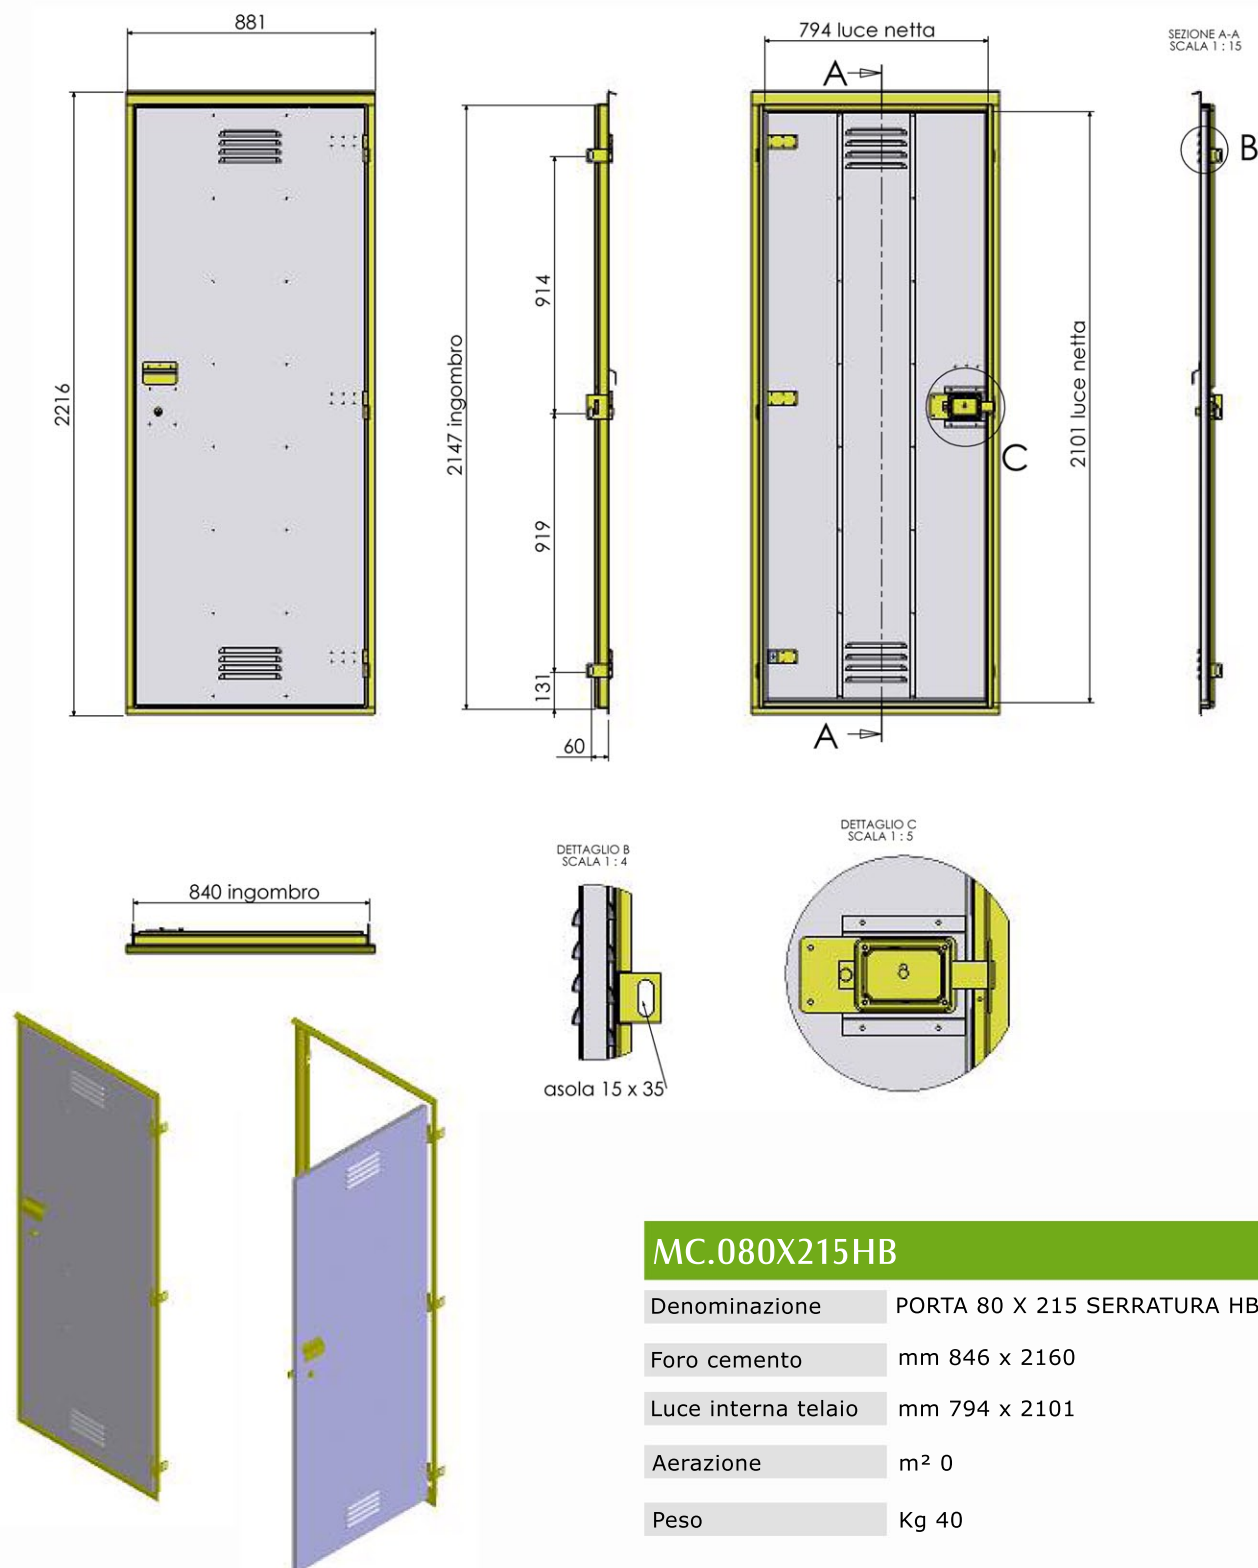 881
794 luce netta
SEZIONE A-A
SCALA 1 : 15
A
B
914
2216
2147 ingombro
2101 luce netta
C
919
131
A
60
DETTAGLIO C
SCALA 1 : 5
DETTAGLIO B
SCALA 1 : 4
840 ingombro
8
asola 15 x 35
MC.080X215HB
Denominazione PORTA 80 X 215 SERRATURA HB
Foro cemento mm 846 x 2160
Luce interna telaio mm 794 x 2101
Aerazione m² 0
Peso Kg 40